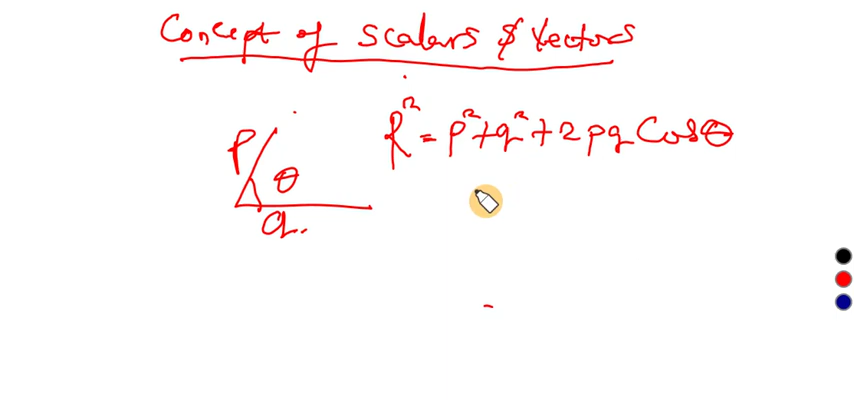 Concept of Scalars & Vectors
R² = p² + q² + 2pq Cosθ
P
θ
q.